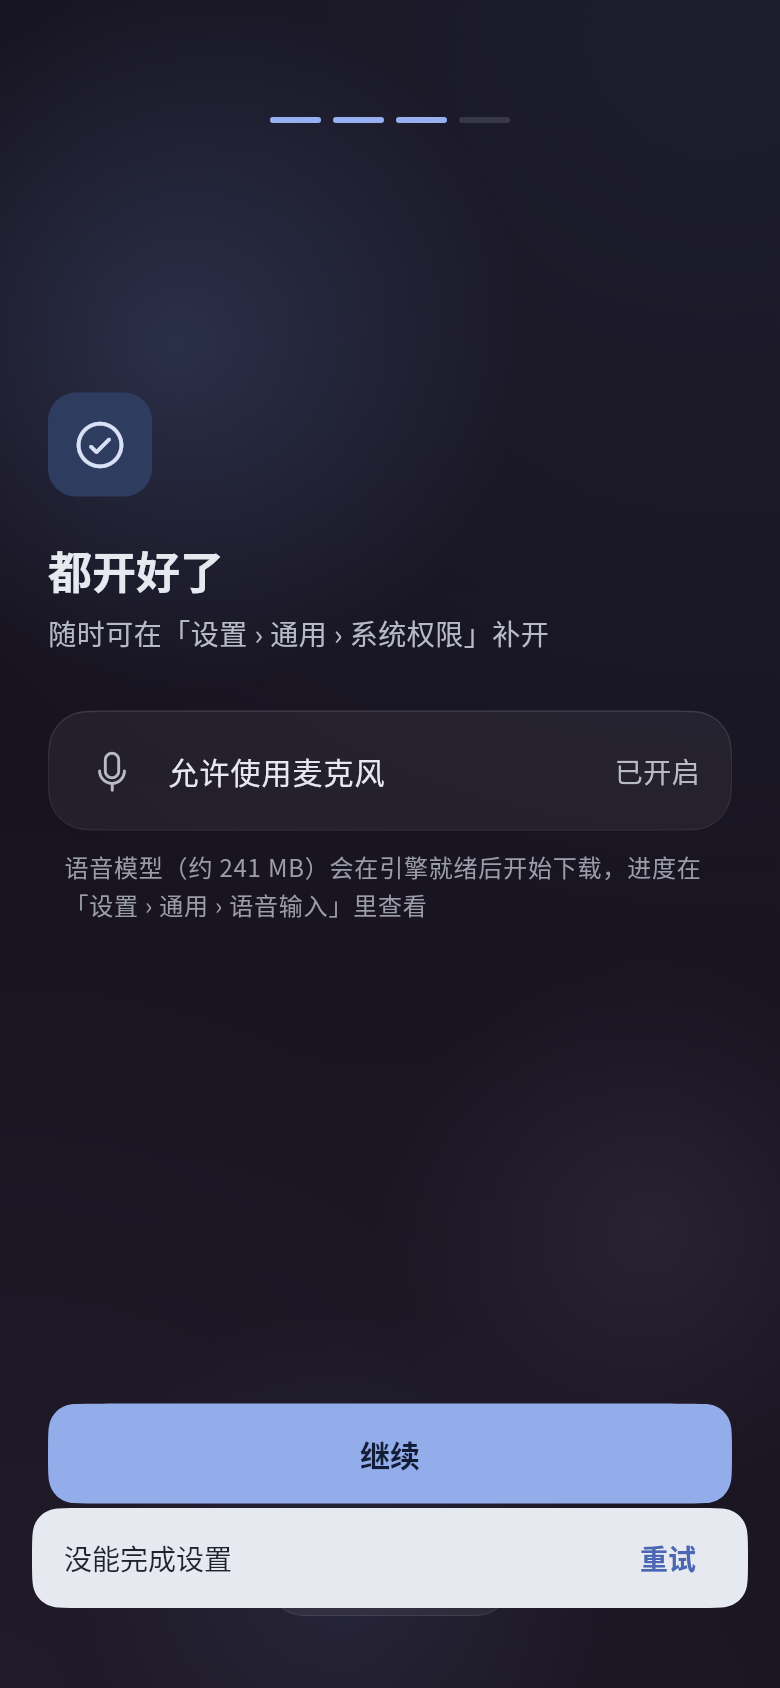 都开好了
随时可在「设置 › 通用 › 系统权限」补开
允许使用麦克风 已开启
语音模型（约 241 MB）会在引擎就绪后开始下载，进度在
「设置 › 通用 › 语音输入」里查看
继续
没能完成设置 重试